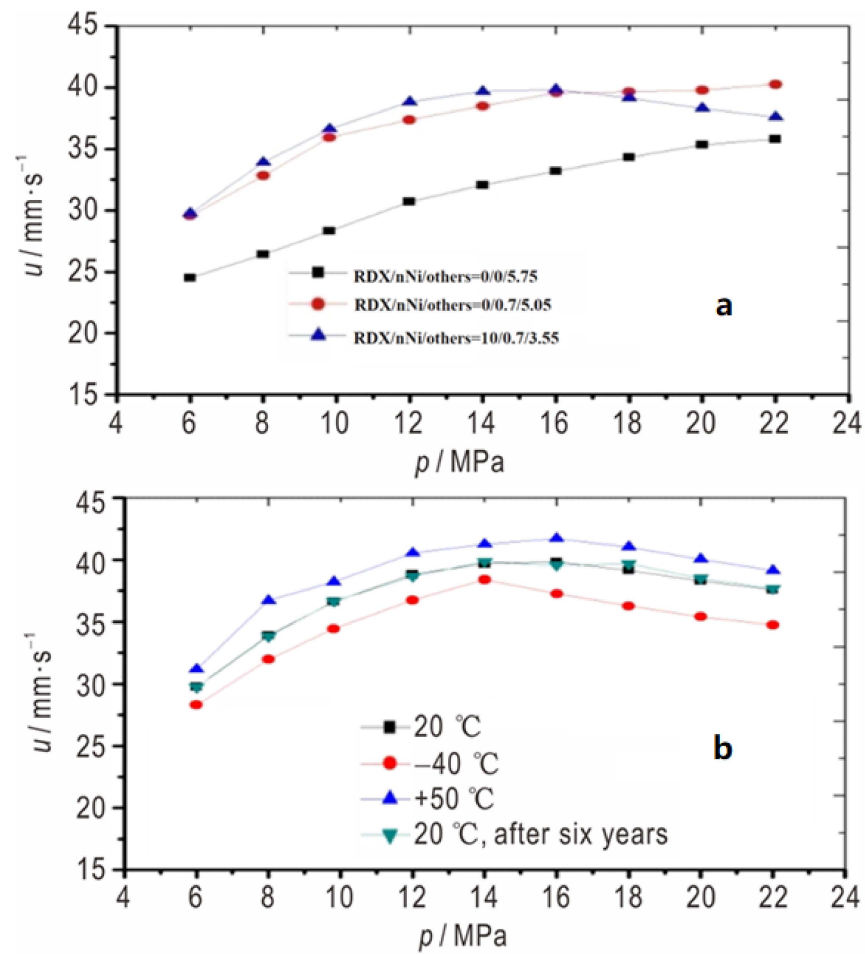 45
40
35
30
25
20
15
u / mm·s⁻¹
RDX/nNi/others=0/0/5.75
RDX/nNi/others=0/0.7/5.05
RDX/nNi/others=10/0.7/3.55
a
4 6 8 10 12 14 16 18 20 22 24
p / MPa
45
40
35
30
25
20
15
u / mm·s⁻¹
20 ℃
–40 ℃
+50 ℃
20 ℃, after six years
b
4 6 8 10 12 14 16 18 20 22 24
p / MPa